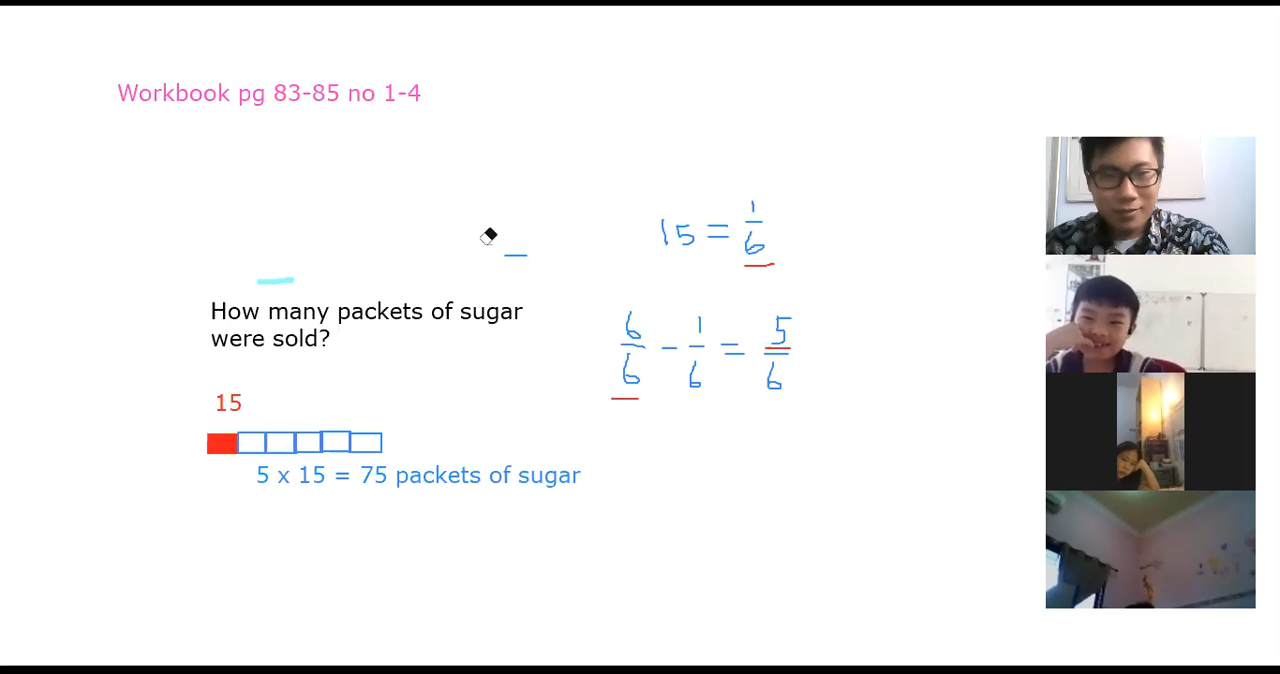 Workbook pg 83-85 no 1-4
15 = 1/6
How many packets of sugar
were sold?
6/6 - 1/6 = 5/6
15
5 x 15 = 75 packets of sugar